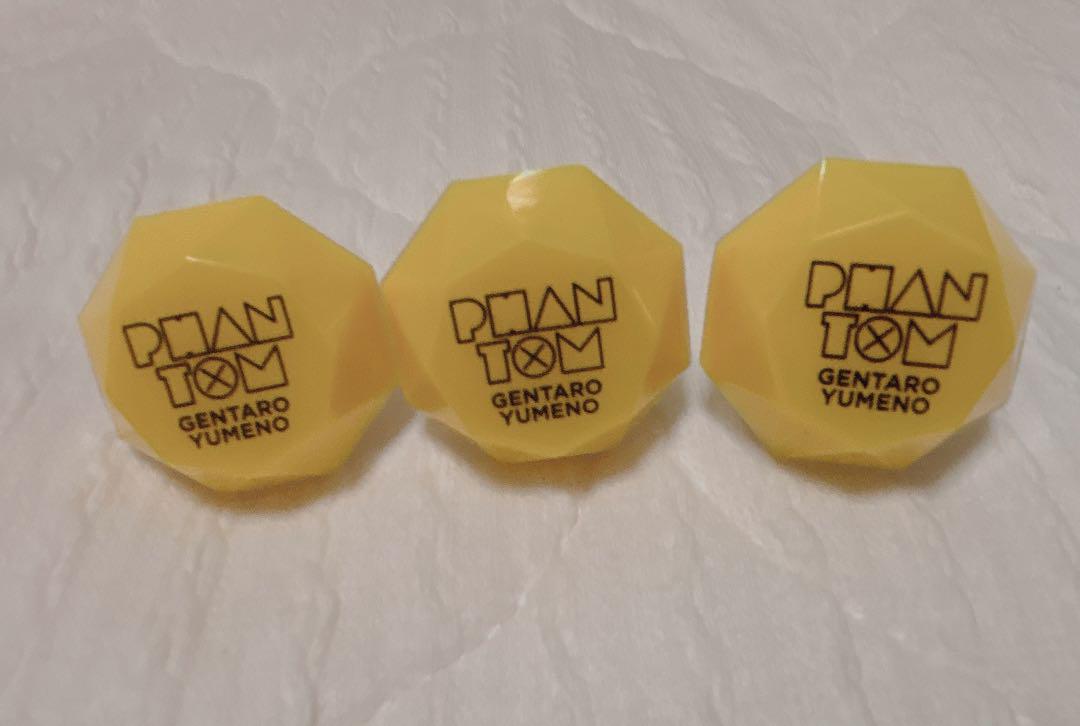 PHAN
TOM
GENTARO
YUMENO
PHAN
TOM
GENTARO
YUMENO
PHAN
TOM
GENTARO
YUMENO